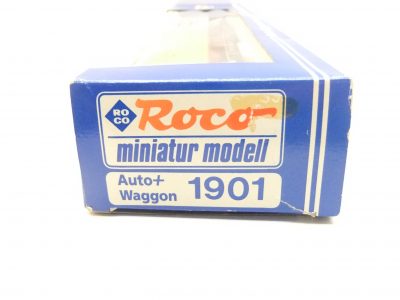 RO
CO
Roco
miniatur modell
Auto+
Waggon
1901